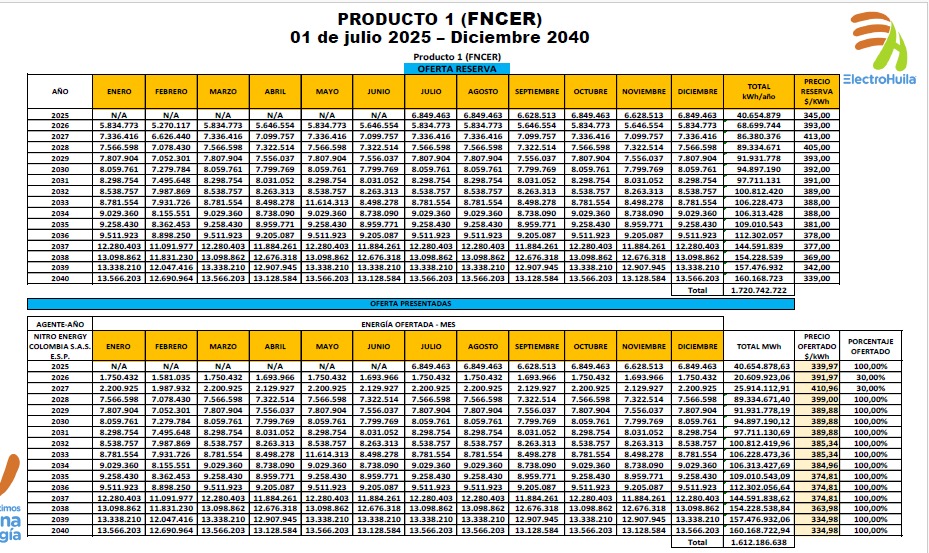 PRODUCTO 1 (FNCER)
01 de julio 2025 – Diciembre 2040
ElectroHuila
Producto 1 (FNCER)
OFERTA RESERVA
AÑO ENERO FEBRERO MARZO ABRIL MAYO JUNIO JULIO AGOSTO SEPTIEMBRE OCTUBRE NOVIEMBRE DICIEMBRE TOTAL kWh/año PRECIO RESERVA $/KWh
2025 N/A N/A N/A N/A N/A N/A 6.849.463 6.849.463 6.628.513 6.849.463 6.628.513 6.849.463 40.654.879 345,00
2026 5.834.773 5.270.117 5.834.773 5.646.554 5.834.773 5.646.554 5.834.773 5.834.773 5.646.554 5.834.773 5.646.554 5.834.773 68.699.744 393,00
2027 7.336.416 6.626.440 7.336.416 7.099.757 7.336.416 7.099.757 7.336.416 7.336.416 7.099.757 7.336.416 7.099.757 7.336.416 86.380.376 413,00
2028 7.566.598 7.078.430 7.566.598 7.322.514 7.566.598 7.322.514 7.566.598 7.566.598 7.322.514 7.566.598 7.322.514 7.566.598 89.334.671 405,00
2029 7.807.904 7.052.301 7.807.904 7.556.037 7.807.904 7.556.037 7.807.904 7.807.904 7.556.037 7.807.904 7.556.037 7.807.904 91.931.778 393,00
2030 8.059.761 7.279.784 8.059.761 7.799.769 8.059.761 7.799.769 8.059.761 8.059.761 7.799.769 8.059.761 7.799.769 8.059.761 94.897.190 392,00
2031 8.298.754 7.495.648 8.298.754 8.031.052 8.298.754 8.031.052 8.298.754 8.298.754 8.031.052 8.298.754 8.031.052 8.298.754 97.711.131 391,00
2032 8.538.757 7.987.869 8.538.757 8.263.313 8.538.757 8.263.313 8.538.757 8.538.757 8.263.313 8.538.757 8.263.313 8.538.757 100.812.420 389,00
2033 8.781.554 7.931.726 8.781.554 8.498.278 11.614.313 8.498.278 8.781.554 8.781.554 8.498.278 8.781.554 8.498.278 8.781.554 106.228.473 388,00
2034 9.029.360 8.155.551 9.029.360 8.738.090 9.029.360 8.738.090 9.029.360 9.029.360 8.738.090 9.029.360 8.738.090 9.029.360 106.313.428 388,00
2035 9.258.430 8.362.453 9.258.430 8.959.771 9.258.430 8.959.771 9.258.430 9.258.430 8.959.771 9.258.430 8.959.771 9.258.430 109.010.543 381,00
2036 9.511.923 8.898.250 9.511.923 9.205.087 9.511.923 9.205.087 9.511.923 9.511.923 9.205.087 9.511.923 9.205.087 9.511.923 112.302.057 378,00
2037 12.280.403 11.091.977 12.280.403 11.884.261 12.280.403 11.884.261 12.280.403 12.280.403 11.884.261 12.280.403 11.884.261 12.280.403 144.591.839 377,00
2038 13.098.862 11.831.230 13.098.862 12.676.318 13.098.862 12.676.318 13.098.862 13.098.862 12.676.318 13.098.862 12.676.318 13.098.862 154.228.539 369,00
2039 13.338.210 12.047.416 13.338.210 12.907.945 13.338.210 12.907.945 13.338.210 13.338.210 12.907.945 13.338.210 12.907.945 13.338.210 157.476.932 342,00
2040 13.566.203 12.690.964 13.566.203 13.128.584 13.566.203 13.128.584 13.566.203 13.566.203 13.128.584 13.566.203 13.128.584 13.566.203 160.168.723 339,00
Total 1.720.742.722
OFERTA PRESENTADAS
AGENTE-AÑO ENERGÍA OFERTADA - MES
NITRO ENERGY COLOMBIA S.A.S. E.S.P. ENERO FEBRERO MARZO ABRIL MAYO JUNIO JULIO AGOSTO SEPTIEMBRE OCTUBRE NOVIEMBRE DICIEMBRE TOTAL MWh PRECIO OFERTADO $/kWh PORCENTAJE OFERTADO
2025 N/A N/A N/A N/A N/A N/A 6.849.463 6.849.463 6.628.513 6.849.463 6.628.513 6.849.463 40.654.878,63 339,97 100,00%
2026 1.750.432 1.581.035 1.750.432 1.693.966 1.750.432 1.693.966 1.750.432 1.750.432 1.693.966 1.750.432 1.693.966 1.750.432 20.609.923,06 391,97 30,00%
2027 2.200.925 1.987.932 2.200.925 2.129.927 2.200.925 2.129.927 2.200.925 2.200.925 2.129.927 2.200.925 2.129.927 2.200.925 25.914.112,91 410,96 30,00%
2028 7.566.598 7.078.430 7.566.598 7.322.514 7.566.598 7.322.514 7.566.598 7.566.598 7.322.514 7.566.598 7.322.514 7.566.598 89.334.671,40 399,00 100,00%
2029 7.807.904 7.052.301 7.807.904 7.556.037 7.807.904 7.556.037 7.807.904 7.807.904 7.556.037 7.807.904 7.556.037 7.807.904 91.931.778,19 389,88 100,00%
2030 8.059.761 7.279.784 8.059.761 7.799.769 8.059.761 7.799.769 8.059.761 8.059.761 7.799.769 8.059.761 7.799.769 8.059.761 94.897.190,12 389,88 100,00%
2031 8.298.754 7.495.648 8.298.754 8.031.052 8.298.754 8.031.052 8.298.754 8.298.754 8.031.052 8.298.754 8.031.052 8.298.754 97.711.130,69 389,88 100,00%
2032 8.538.757 7.987.869 8.538.757 8.263.313 8.538.757 8.263.313 8.538.757 8.538.757 8.263.313 8.538.757 8.263.313 8.538.757 100.812.419,96 385,34 100,00%
2033 8.781.554 7.931.726 8.781.554 8.498.278 11.614.313 8.498.278 8.781.554 8.781.554 8.498.278 8.781.554 8.498.278 8.781.554 106.228.473,36 385,34 100,00%
2034 9.029.360 8.155.551 9.029.360 8.738.090 9.029.360 8.738.090 9.029.360 9.029.360 8.738.090 9.029.360 8.738.090 9.029.360 106.313.427,69 384,96 100,00%
2035 9.258.430 8.362.453 9.258.430 8.959.771 9.258.430 8.959.771 9.258.430 9.258.430 8.959.771 9.258.430 8.959.771 9.258.430 109.010.543,09 374,81 100,00%
2036 9.511.923 8.898.250 9.511.923 9.205.087 9.511.923 9.205.087 9.511.923 9.511.923 9.205.087 9.511.923 9.205.087 9.511.923 112.302.056,64 374,81 100,00%
2037 12.280.403 11.091.977 12.280.403 11.884.261 12.280.403 11.884.261 12.280.403 12.280.403 11.884.261 12.280.403 11.884.261 12.280.403 144.591.838,62 374,81 100,00%
2038 13.098.862 11.831.230 13.098.862 12.676.318 13.098.862 12.676.318 13.098.862 13.098.862 12.676.318 13.098.862 12.676.318 13.098.862 154.228.538,84 363,98 100,00%
2039 13.338.210 12.047.416 13.338.210 12.907.945 13.338.210 12.907.945 13.338.210 13.338.210 12.907.945 13.338.210 12.907.945 13.338.210 157.476.932,06 334,98 100,00%
2040 13.566.203 12.690.964 13.566.203 13.128.584 13.566.203 13.128.584 13.566.203 13.566.203 13.128.584 13.566.203 13.128.584 13.566.203 160.168.722,94 334,98 100,00%
Total 1.612.186.638